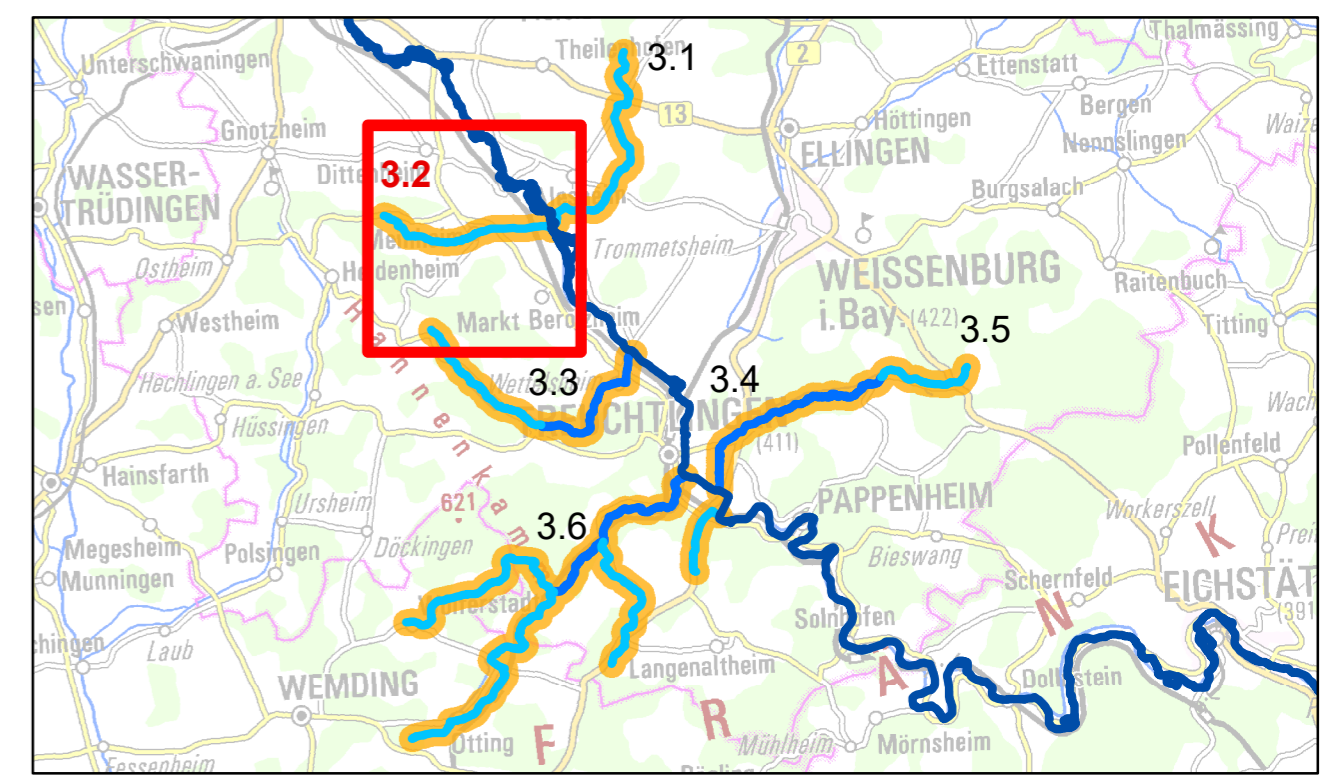 Thalmässing
Unterschwaningen
3.1
2
Ettenstatt
13
Bergen
Höttingen
Gnotzheim
ELLINGEN
Nennslingen
WASSER-
TRÜDINGEN
3.2
Burgsalach
Trommetsheim
Ostheim
Heidenheim
WEISSENBURG
i.Bay.(422)
Raitenbuch
Titting
Westheim
Markt Berolzheim
3.5
3.3
3.4
Hechlingen a. See
Hüssingen
(411)
Pollenfeld
Hainsfarth
Ursheim
621
PAPPENHEIM
Workerszell
3.6
Megesheim
Polsingen
Döckingen
Bieswang
Munningen
Schernfeld
Hahnenkamm
Laub
Solnhofen
(391
Langenaltheim
WEMDING
Dollnstein
Otting
Mühlheim
Mörnsheim
F R A N K
Fessenheim